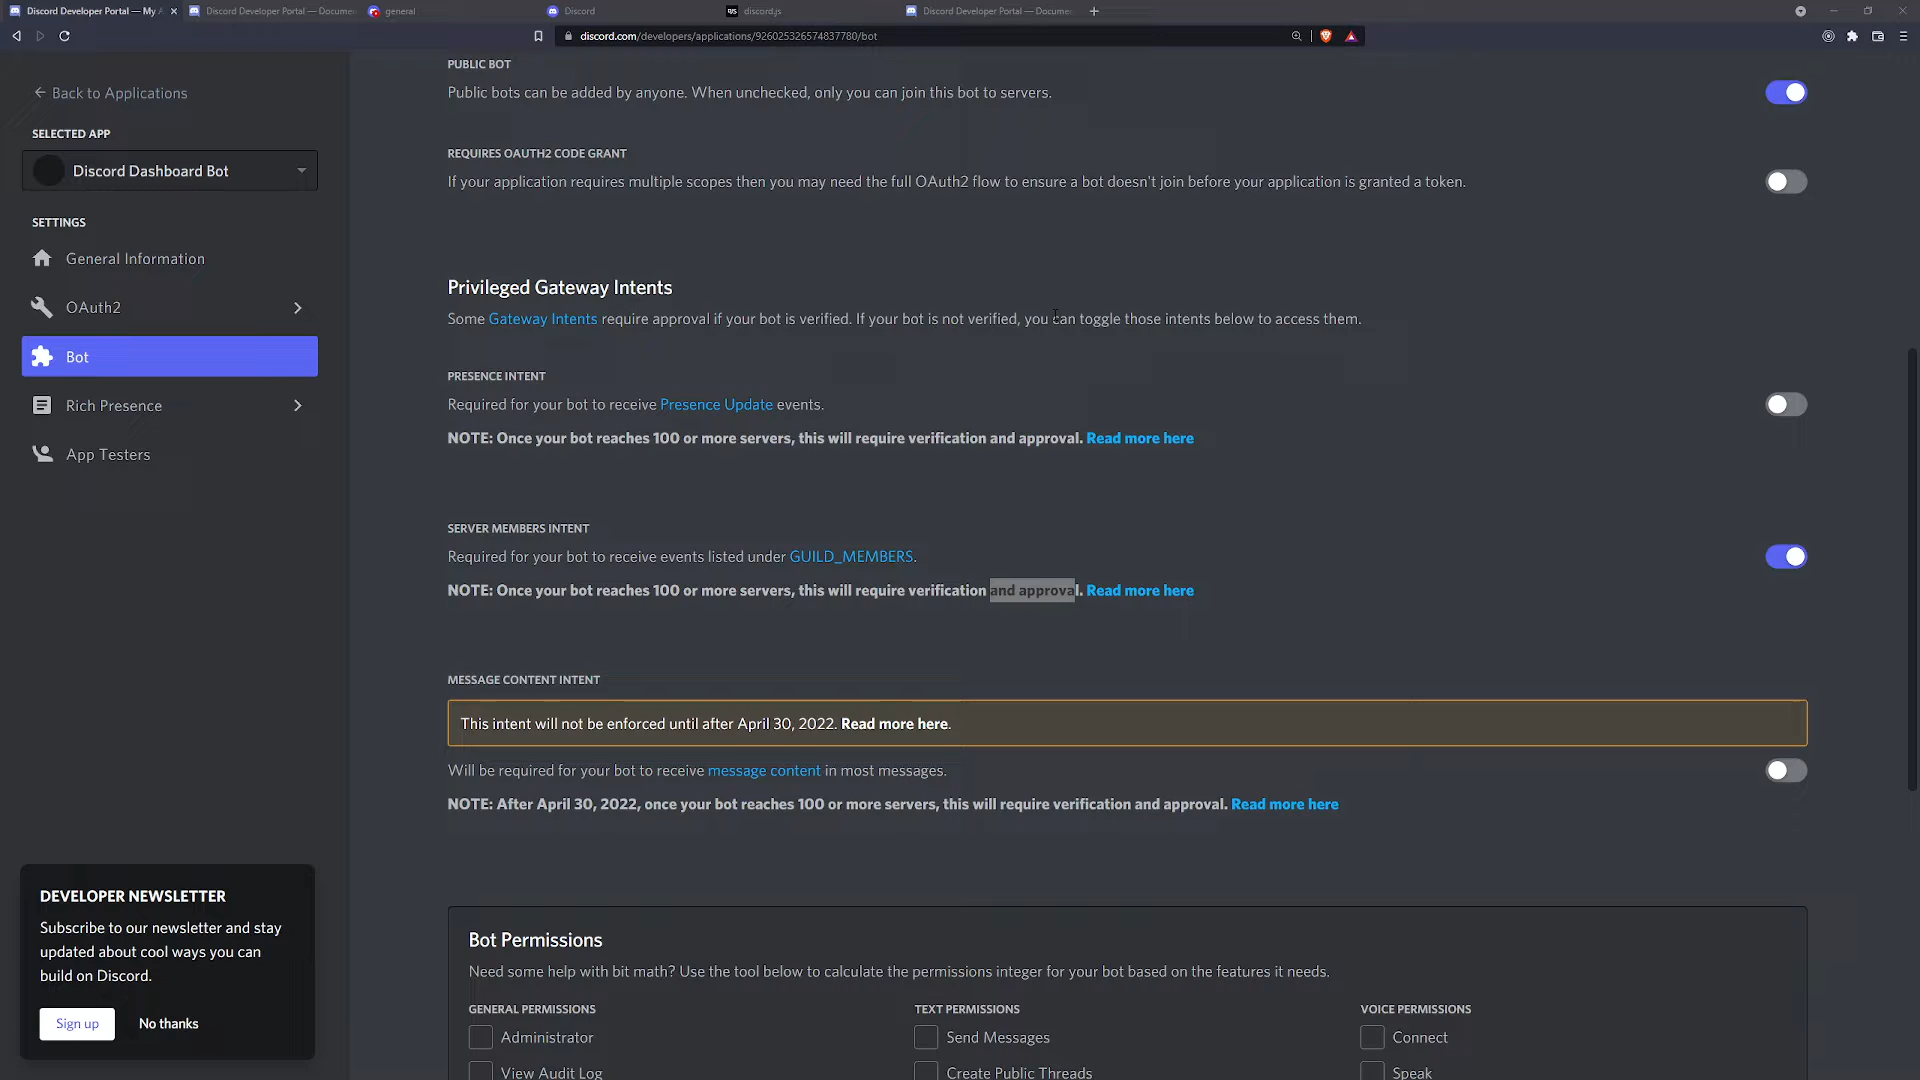 Discord Developer Portal — My A
Discord Developer Portal — Docume
general
Discord
discord.js
Discord Developer Portal — Docume
discord.com/developers/applications/926025326574837780/bot
Back to Applications
SELECTED APP
Discord Dashboard Bot
SETTINGS
General Information
OAuth2
Bot
Rich Presence
App Testers
DEVELOPER NEWSLETTER
Subscribe to our newsletter and stay
updated about cool ways you can
build on Discord.
Sign up
No thanks
PUBLIC BOT
Public bots can be added by anyone. When unchecked, only you can join this bot to servers.
REQUIRES OAUTH2 CODE GRANT
If your application requires multiple scopes then you may need the full OAuth2 flow to ensure a bot doesn't join before your application is granted a token.
Privileged Gateway Intents
Some Gateway Intents require approval if your bot is verified. If your bot is not verified, you can toggle those intents below to access them.
PRESENCE INTENT
Required for your bot to receive Presence Update events.
NOTE: Once your bot reaches 100 or more servers, this will require verification and approval. Read more here
SERVER MEMBERS INTENT
Required for your bot to receive events listed under GUILD_MEMBERS.
NOTE: Once your bot reaches 100 or more servers, this will require verification and approval. Read more here
MESSAGE CONTENT INTENT
This intent will not be enforced until after April 30, 2022. Read more here.
Will be required for your bot to receive message content in most messages.
NOTE: After April 30, 2022, once your bot reaches 100 or more servers, this will require verification and approval. Read more here
Bot Permissions
Need some help with bit math? Use the tool below to calculate the permissions integer for your bot based on the features it needs.
GENERAL PERMISSIONS
Administrator
View Audit Log
TEXT PERMISSIONS
Send Messages
Create Public Threads
VOICE PERMISSIONS
Connect
Speak